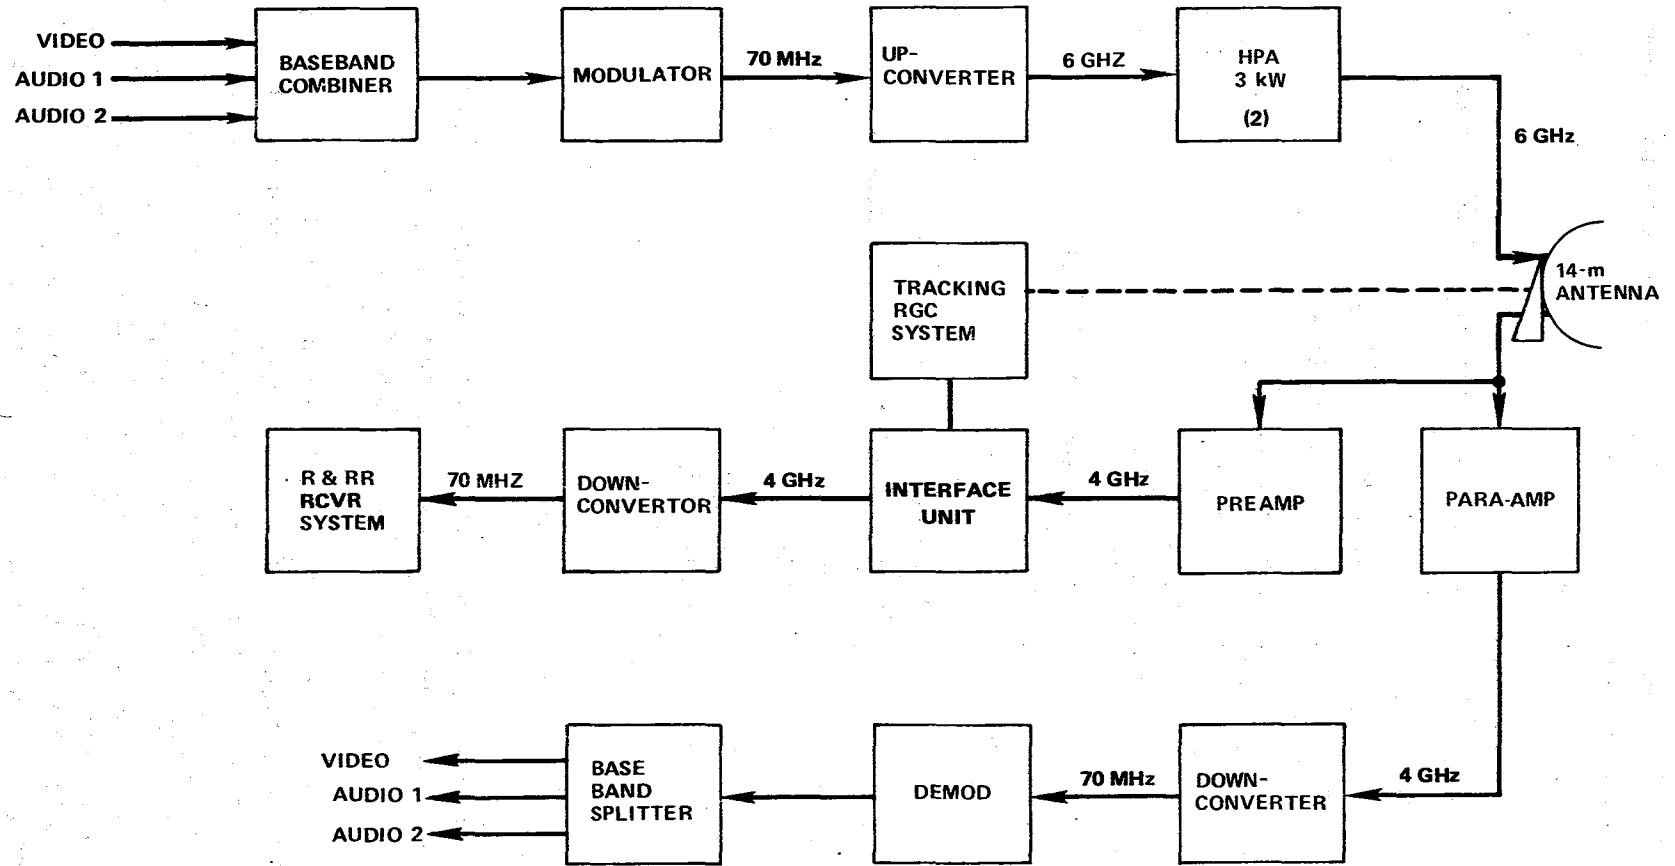 VIDEO
AUDIO 1
AUDIO 2
BASEBAND
COMBINER
MODULATOR
70 MHz
UP-
CONVERTER
6 GHZ
HPA
3 kW
(2)
6 GHz
14-m
ANTENNA
TRACKING
RGC
SYSTEM
R & RR
RCVR
SYSTEM
70 MHZ
DOWN-
CONVERTOR
4 GHz
INTERFACE
UNIT
4 GHz
PREAMP
PARA-AMP
VIDEO
AUDIO 1
AUDIO 2
BASE
BAND
SPLITTER
DEMOD
70 MHz
DOWN-
CONVERTER
4 GHz